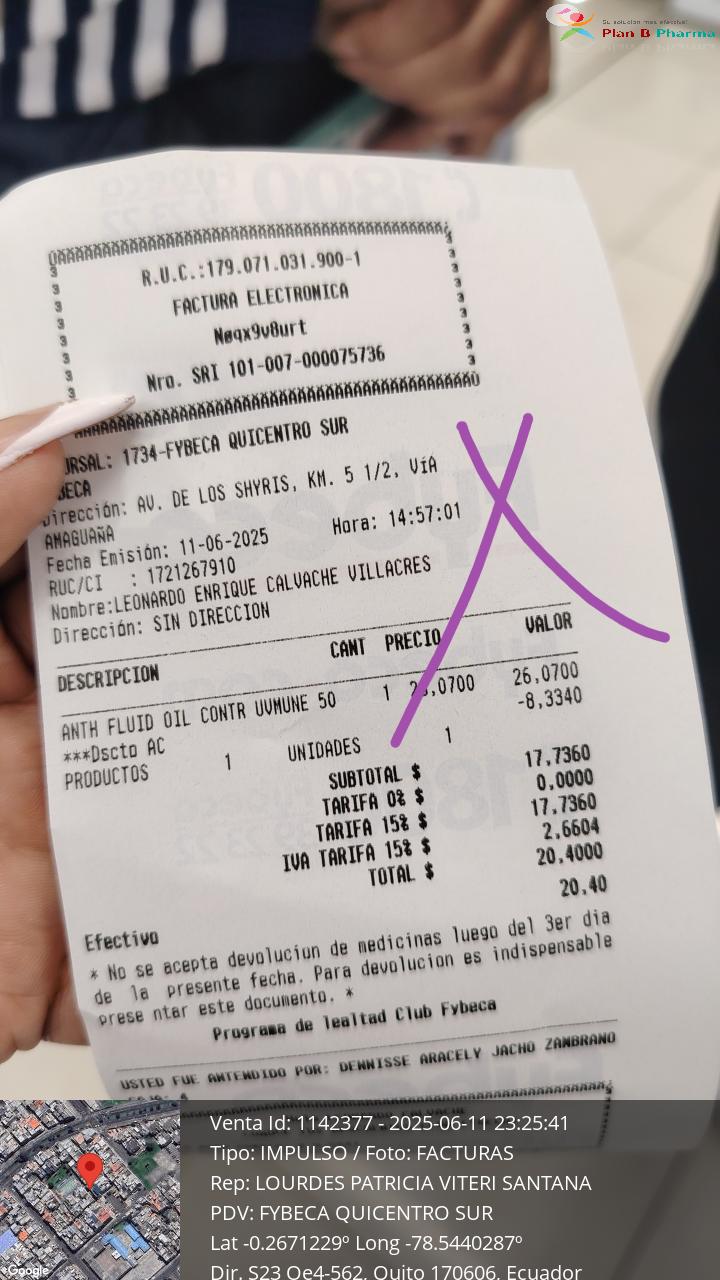 Su solucion mas efectiva!
Plan B Pharma
R.U.C.:179.071.031.900-1
FACTURA ELECTRONICA
Nøqx9v8urt
Nro. SRI 101-007-000075736
URSAL: 1734-FYBECA QUICENTRO SUR
BECA
Dirección: AV. DE LOS SHYRIS, KM. 5 1/2, VíA
AMAGUAñA
Fecha Emisión: 11-06-2025 Hora: 14:57:01
RUC/CI : 1721267910
Nombre:LEONARDO ENRIQUE CALVACHE VILLACRES
Dirección: SIN DIRECCION
DESCRIPCION CANT PRECIO VALOR
ANTH FLUID OIL CONTR UVMUNE 50 1 26,0700 26,0700
***Dscto AC -8,3340
PRODUCTOS 1 UNIDADES 1
SUBTOTAL $ 17,7360
TARIFA 0% $ 0,0000
TARIFA 15% $ 17,7360
IVA TARIFA 15% $ 2,6604
TOTAL $ 20,4000
Efectivo 20,40
* No se acepta devolucion de medicinas luego del 3er dia
de la presente fecha. Para devolucion es indispensable
prese ntar este documento. *
Programa de lealtad Club Fybeca
USTED FUE ANTENDIDO POR: DENNISSE ARACELY JACHO ZAMBRANO
Venta Id: 1142377 - 2025-06-11 23:25:41
Tipo: IMPULSO / Foto: FACTURAS
Rep: LOURDES PATRICIA VITERI SANTANA
PDV: FYBECA QUICENTRO SUR
Lat -0.2671229º Long -78.5440287º
Dir. S23 Oe4-562, Quito 170606, Ecuador
Google